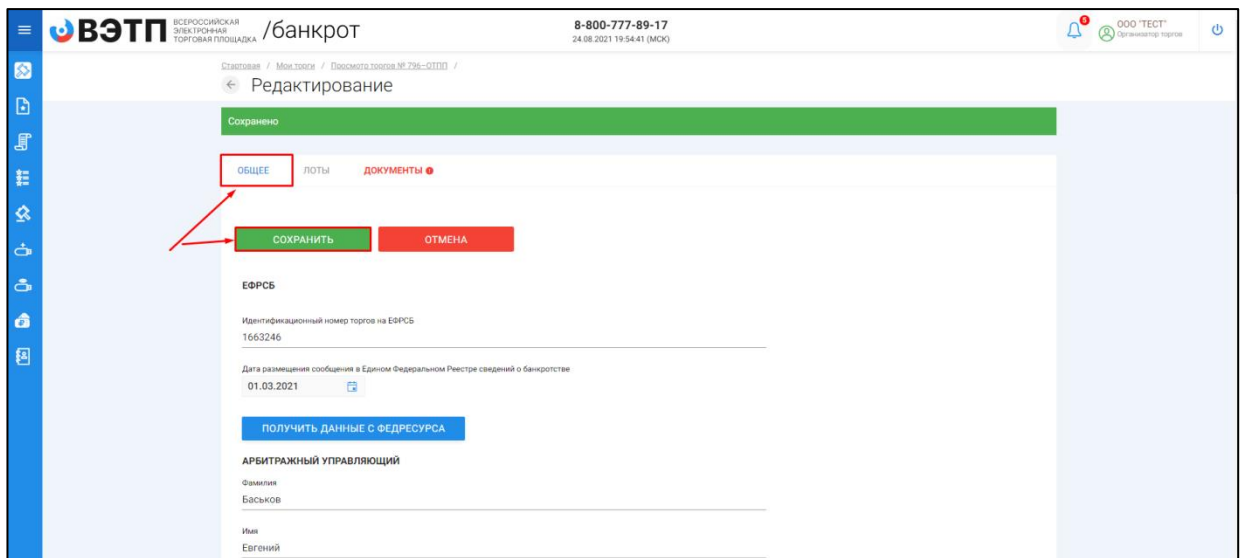 ВЭТП ВСЕРОССИЙСКАЯ ЭЛЕКТРОННАЯ ТОРГОВАЯ ПЛОЩАДКА /банкрот
8-800-777-89-17
24.08.2021 19:54:41 (МСК)
5
ООО "ТЕСТ"
Организатор торгов
Стартовая / Мои торги / Просмотр торгов № 796-ОТПП /
Редактирование
Сохранено
ОБЩЕЕ ЛОТЫ ДОКУМЕНТЫ
СОХРАНИТЬ ОТМЕНА
ЕФРСБ
Идентификационный номер торгов на ЕФРСБ
1663246
Дата размещения сообщения в Едином Федеральном Реестре сведений о банкротстве
01.03.2021
ПОЛУЧИТЬ ДАННЫЕ С ФЕДРЕСУРСА
АРБИТРАЖНЫЙ УПРАВЛЯЮЩИЙ
Фамилия
Баськов
Имя
Евгений